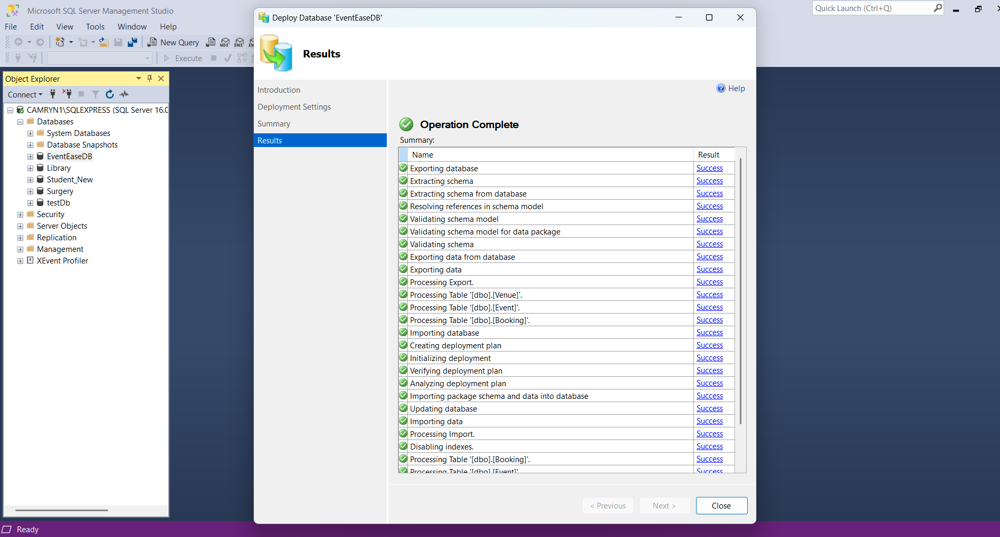 Microsoft SQL Server Management Studio
Quick Launch (Ctrl+Q)
File Edit View Tools Window Help
New Query MDX DMX
Execute
Object Explorer
Connect
CAMRYN1\SQLEXPRESS (SQL Server 16.0
Databases
System Databases
Database Snapshots
EventEaseDB
Library
Student_New
Surgery
testDb
Security
Server Objects
Replication
Management
XEvent Profiler
Deploy Database 'EventEaseDB'
Results
Introduction
Deployment Settings
Summary
Results
Help
Operation Complete
Summary:
Name Result
Exporting database Success
Extracting schema Success
Extracting schema from database Success
Resolving references in schema model Success
Validating schema model Success
Validating schema model for data package Success
Validating schema Success
Exporting data from database Success
Exporting data Success
Processing Export. Success
Processing Table '[dbo].[Venue]'. Success
Processing Table '[dbo].[Event]'. Success
Processing Table '[dbo].[Booking]'. Success
Importing database Success
Creating deployment plan Success
Initializing deployment Success
Verifying deployment plan Success
Analyzing deployment plan Success
Importing package schema and data into database Success
Updating database Success
Importing data Success
Processing Import. Success
Disabling indexes. Success
Processing Table '[dbo].[Booking]'. Success
Processing Table '[dbo].[Event]'. Success
< Previous Next > Close
Ready